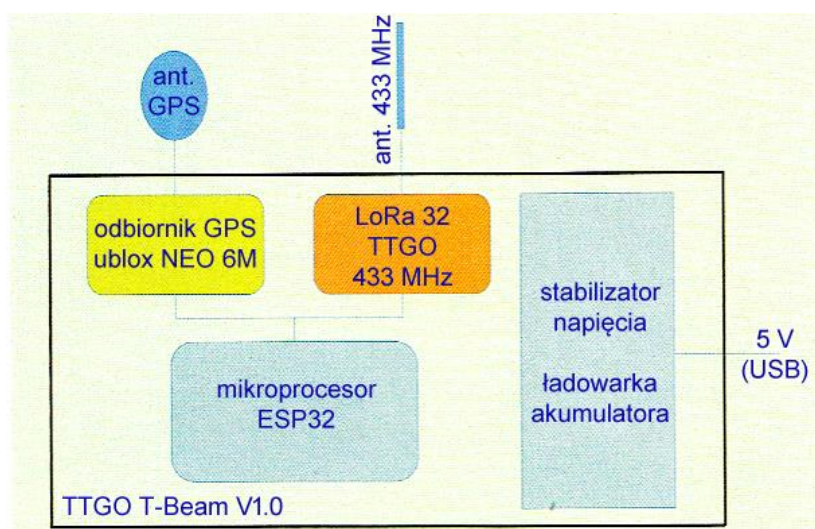 ant.
GPS
ant. 433 MHz
odbiornik GPS
ublox NEO 6M
LoRa 32
TTGO
433 MHz
stabilizator
napięcia
ładowarka
akumulatora
5 V
(USB)
mikroprocesor
ESP32
TTGO T-Beam V1.0